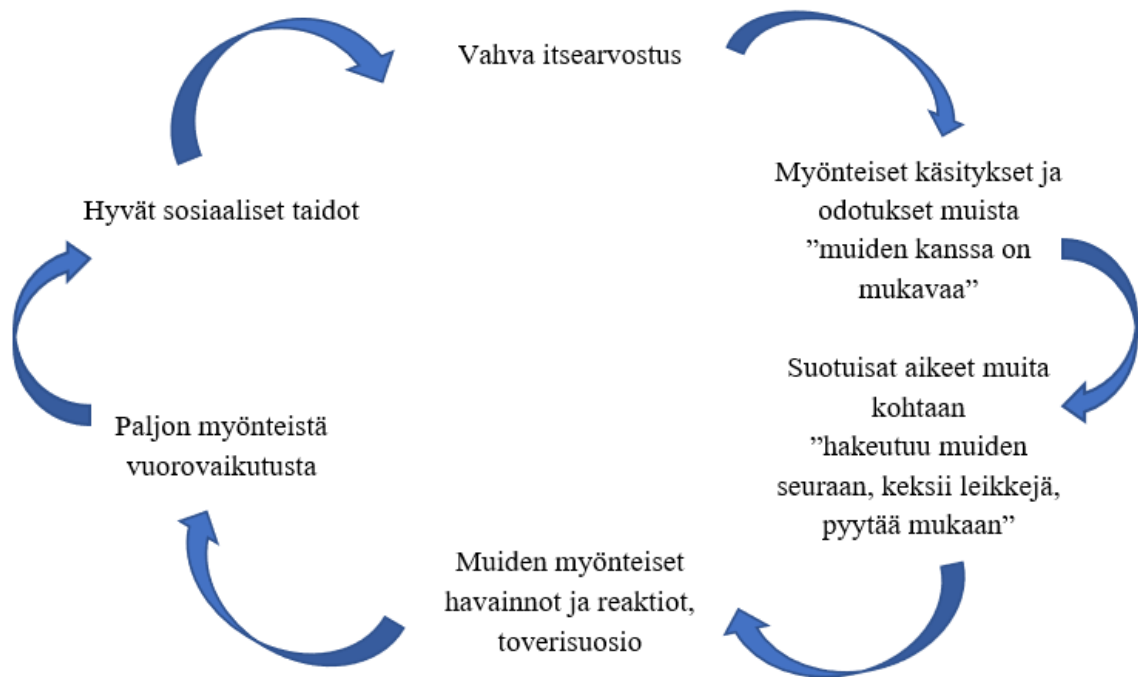 Vahva itsearvostus
Myönteiset käsitykset ja
odotukset muista
”muiden kanssa on
mukavaa”
Suotuisat aikeet muita
kohtaan
”hakeutuu muiden
seuraan, keksii leikkejä,
pyytää mukaan”
Muiden myönteiset
havainnot ja reaktiot,
toverisuosio
Paljon myönteistä
vuorovaikutusta
Hyvät sosiaaliset taidot